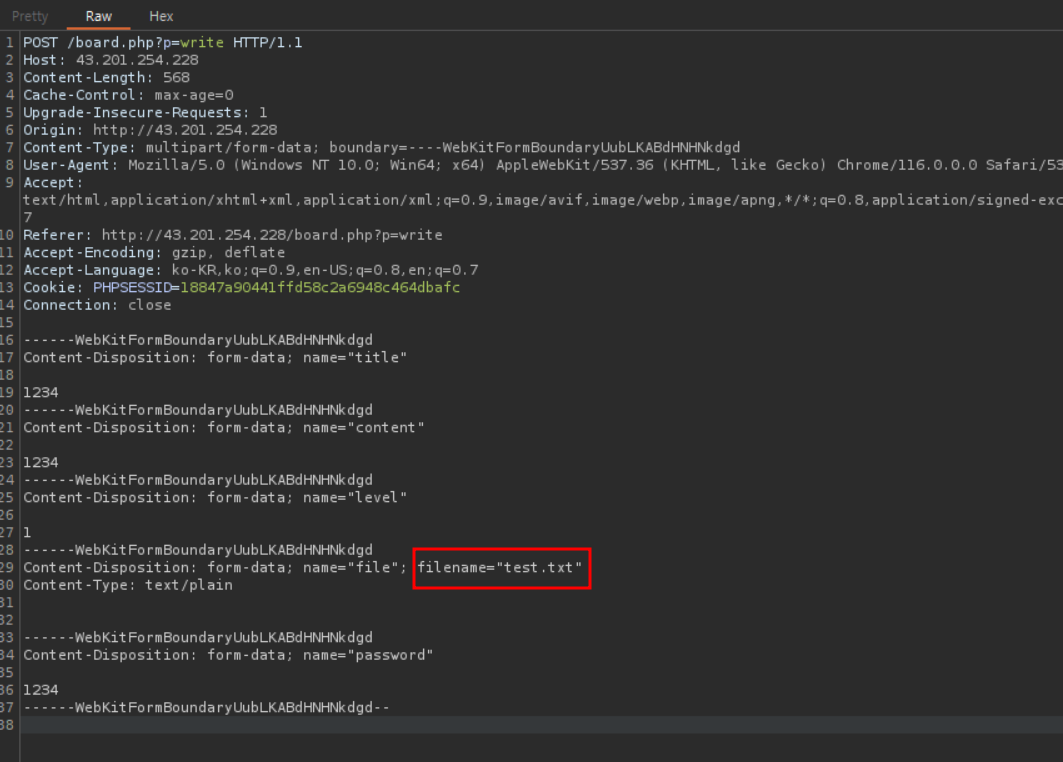 Pretty Raw Hex
1 POST /board.php?p=write HTTP/1.1
2 Host: 43.201.254.228
3 Content-Length: 568
4 Cache-Control: max-age=0
5 Upgrade-Insecure-Requests: 1
6 Origin: http://43.201.254.228
7 Content-Type: multipart/form-data; boundary=----WebKitFormBoundaryUubLKABdHNHNkdgd
8 User-Agent: Mozilla/5.0 (Windows NT 10.0; Win64; x64) AppleWebKit/537.36 (KHTML, like Gecko) Chrome/116.0.0.0 Safari/53
9 Accept:
text/html,application/xhtml+xml,application/xml;q=0.9,image/avif,image/webp,image/apng,*/*;q=0.8,application/signed-exc
7
10 Referer: http://43.201.254.228/board.php?p=write
11 Accept-Encoding: gzip, deflate
12 Accept-Language: ko-KR,ko;q=0.9,en-US;q=0.8,en;q=0.7
13 Cookie: PHPSESSID=18847a90441ffd58c2a6948c464dbafc
14 Connection: close
15
16 ------WebKitFormBoundaryUubLKABdHNHNkdgd
17 Content-Disposition: form-data; name="title"
18
19 1234
20 ------WebKitFormBoundaryUubLKABdHNHNkdgd
21 Content-Disposition: form-data; name="content"
22
23 1234
24 ------WebKitFormBoundaryUubLKABdHNHNkdgd
25 Content-Disposition: form-data; name="level"
26
27 1
28 ------WebKitFormBoundaryUubLKABdHNHNkdgd
29 Content-Disposition: form-data; name="file"; filename="test.txt"
30 Content-Type: text/plain
31
32
33 ------WebKitFormBoundaryUubLKABdHNHNkdgd
34 Content-Disposition: form-data; name="password"
35
36 1234
37 ------WebKitFormBoundaryUubLKABdHNHNkdgd--
38